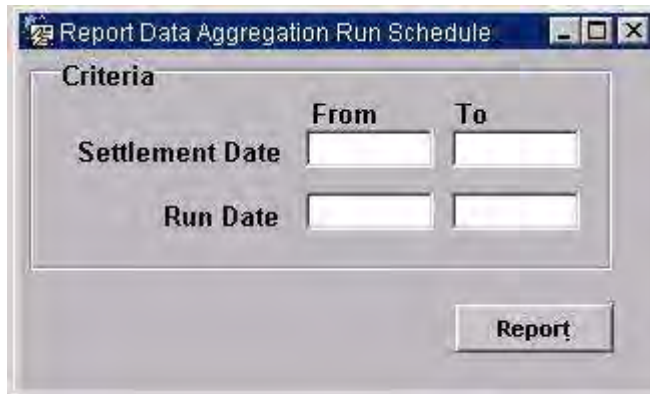 Report Data Aggregation Run Schedule
Criteria
From To
Settlement Date
Run Date
Report